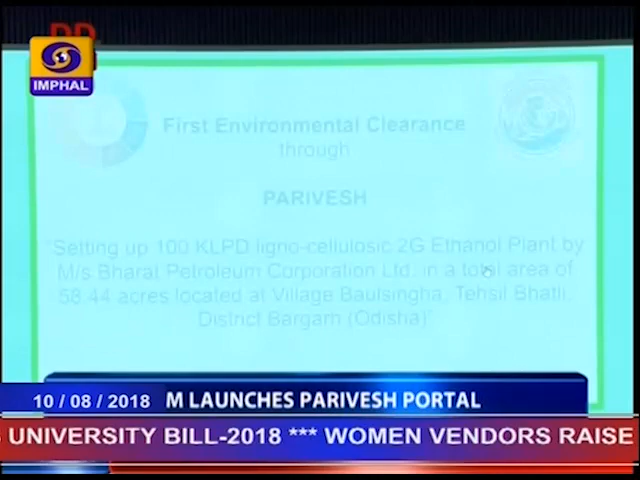 DD
IMPHAL
First Environmental Clearance
through
PARIVESH
"Setting up 100 KLPD ligno-cellulosic 2G Ethanol Plant by
M/s Bharat Petroleum Corporation Ltd. in a total area of
58.44 acres located at Village Baulsingha, Tehsil Bhatli,
District Bargarh (Odisha)"
10 / 08 / 2018 M LAUNCHES PARIVESH PORTAL
UNIVERSITY BILL-2018 *** WOMEN VENDORS RAISE